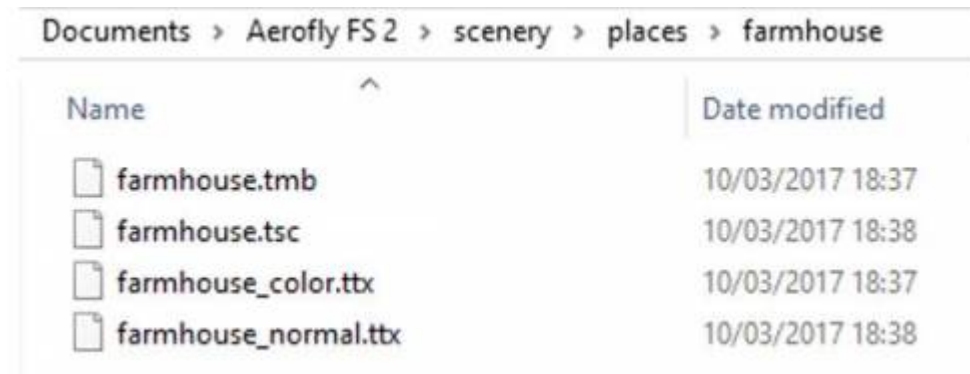 Documents > Aerofly FS 2 > scenery > places > farmhouse
Name Date modified
farmhouse.tmb 10/03/2017 18:37
farmhouse.tsc 10/03/2017 18:38
farmhouse_color.ttx 10/03/2017 18:37
farmhouse_normal.ttx 10/03/2017 18:38